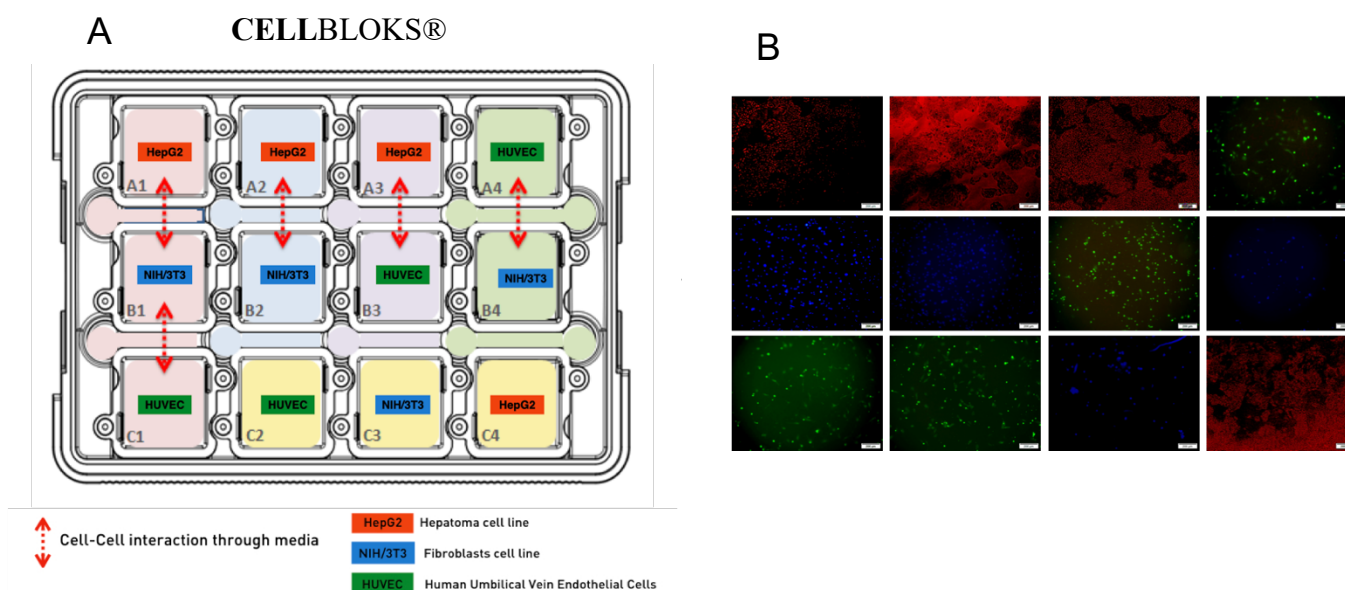 A CELLBLOKS®
B
HepG2 HepG2 HepG2 HUVEC
A1 A2 A3 A4
NIH/3T3 NIH/3T3 HUVEC NIH/3T3
B1 B2 B3 B4
HUVEC HUVEC NIH/3T3 HepG2
C1 C2 C3 C4
Cell-Cell interaction through media
HepG2 Hepatoma cell line
NIH/3T3 Fibroblasts cell line
HUVEC Human Umbilical Vein Endothelial Cells